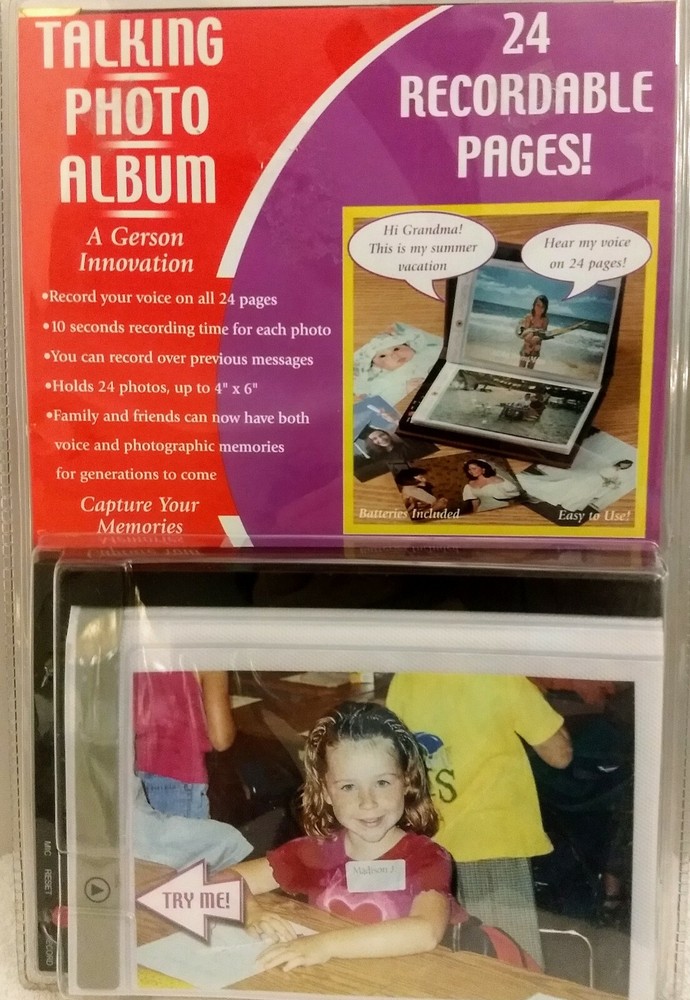 TALKING
PHOTO
ALBUM
A Gerson
Innovation
•Record your voice on all 24 pages
•10 seconds recording time for each photo
•You can record over previous messages
•Holds 24 photos, up to 4" x 6"
•Family and friends can now have both
voice and photographic memories
for generations to come
Capture Your
Memories
24
RECORDABLE
PAGES!
Hi Grandma!
This is my summer
vacation
Hear my voice
on 24 pages!
Batteries Included
Easy to Use!
Madison J.
TRY ME!
MIC
RESET
RECORD